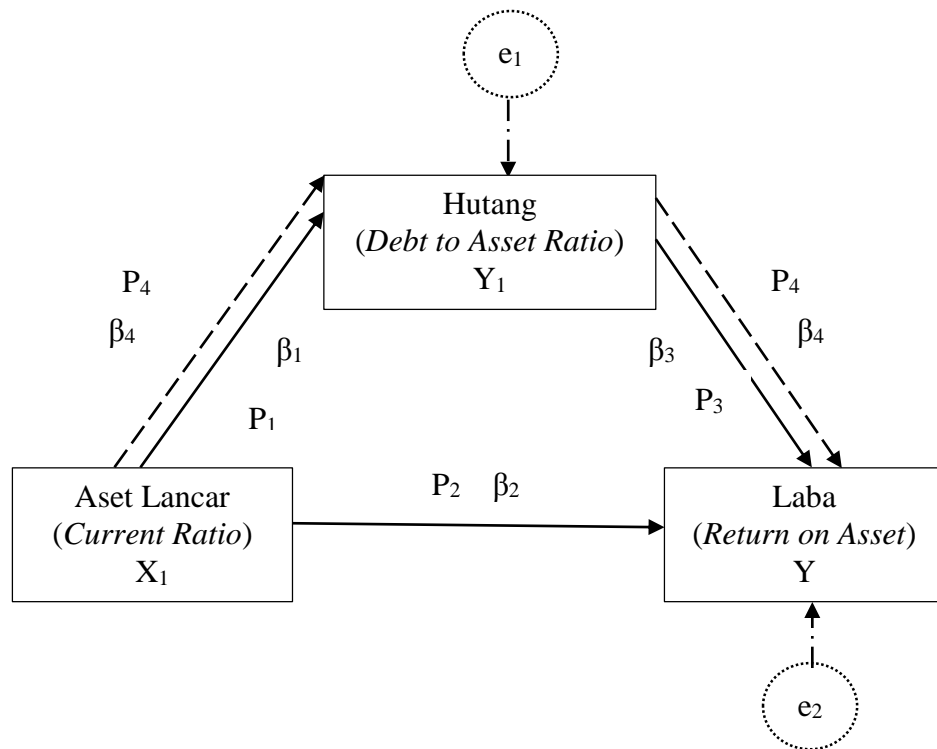 e₁
Hutang
(Debt to Asset Ratio)
Y₁
P₄
β₄
β₁
P₁
β₃
P₃
P₄
β₄
Aset Lancar
(Current Ratio)
X₁
P₂ β₂
Laba
(Return on Asset)
Y
e₂